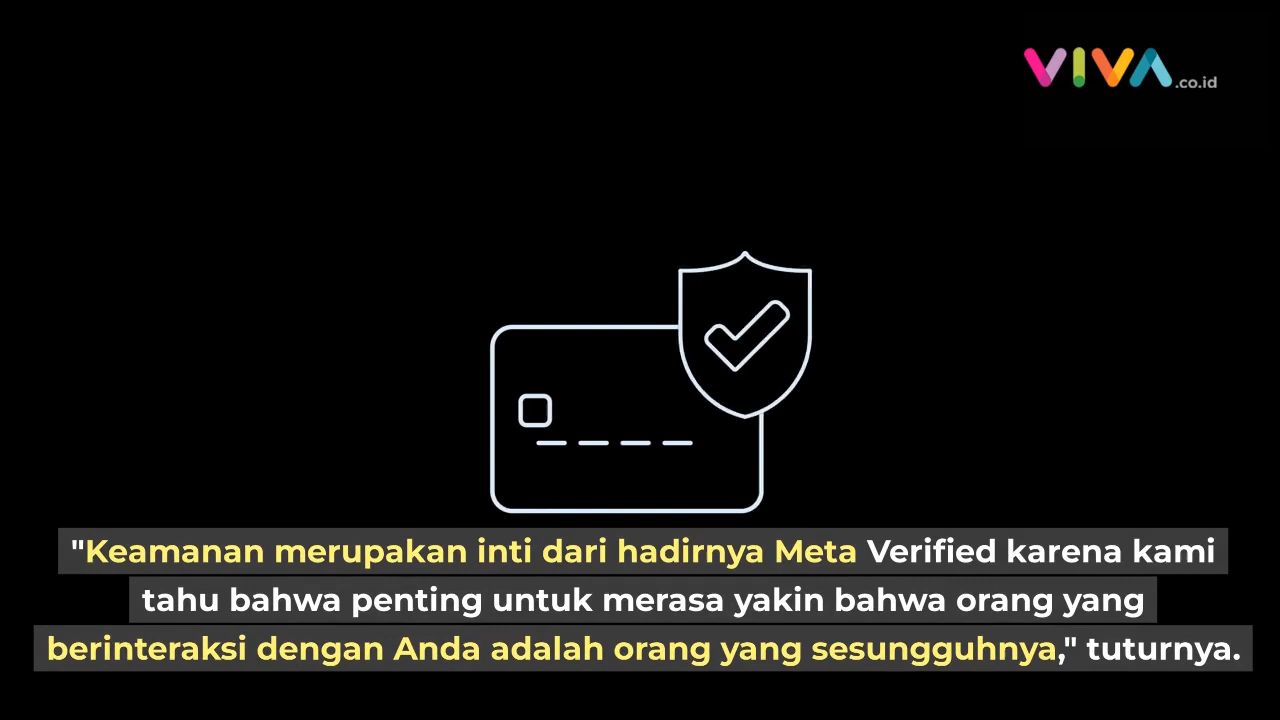 VIVA.co.id
"Keamanan merupakan inti dari hadirnya Meta Verified karena kami
tahu bahwa penting untuk merasa yakin bahwa orang yang
berinteraksi dengan Anda adalah orang yang sesungguhnya," tuturnya.